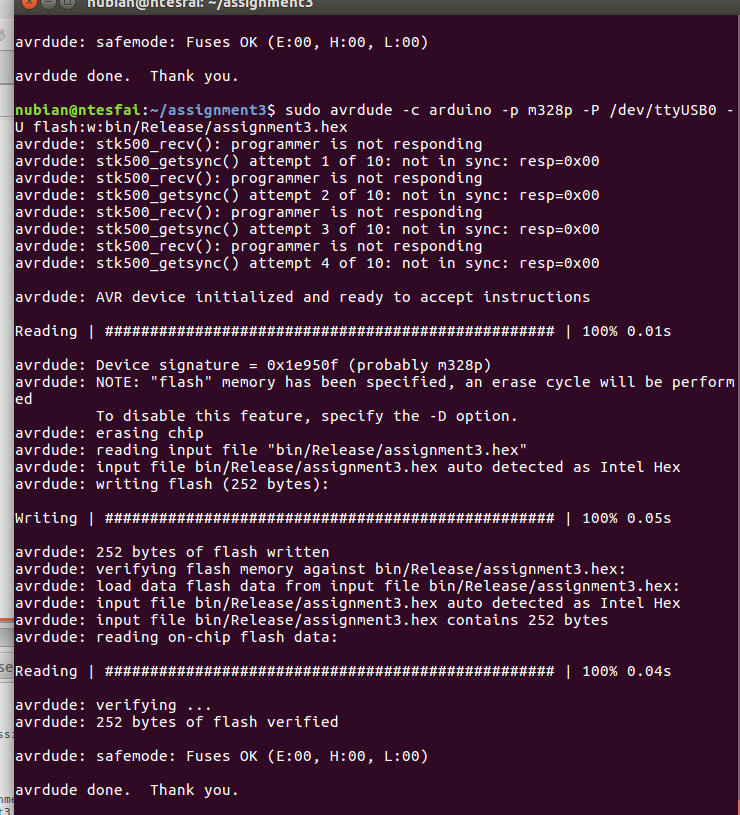 nubian@ntesfai: ~/assignment3
avrdude: safemode: Fuses OK (E:00, H:00, L:00)
avrdude done.  Thank you.
nubian@ntesfai:~/assignment3$ sudo avrdude -c arduino -p m328p -P /dev/ttyUSB0 -
U flash:w:bin/Release/assignment3.hex
avrdude: stk500_recv(): programmer is not responding
avrdude: stk500_getsync() attempt 1 of 10: not in sync: resp=0x00
avrdude: stk500_recv(): programmer is not responding
avrdude: stk500_getsync() attempt 2 of 10: not in sync: resp=0x00
avrdude: stk500_recv(): programmer is not responding
avrdude: stk500_getsync() attempt 3 of 10: not in sync: resp=0x00
avrdude: stk500_recv(): programmer is not responding
avrdude: stk500_getsync() attempt 4 of 10: not in sync: resp=0x00
avrdude: AVR device initialized and ready to accept instructions
Reading | ################################################## | 100% 0.01s
avrdude: Device signature = 0x1e950f (probably m328p)
avrdude: NOTE: "flash" memory has been specified, an erase cycle will be perform
ed
         To disable this feature, specify the -D option.
avrdude: erasing chip
avrdude: reading input file "bin/Release/assignment3.hex"
avrdude: input file bin/Release/assignment3.hex auto detected as Intel Hex
avrdude: writing flash (252 bytes):
Writing | ################################################## | 100% 0.05s
avrdude: 252 bytes of flash written
avrdude: verifying flash memory against bin/Release/assignment3.hex:
avrdude: load data flash data from input file bin/Release/assignment3.hex:
avrdude: input file bin/Release/assignment3.hex auto detected as Intel Hex
avrdude: input file bin/Release/assignment3.hex contains 252 bytes
avrdude: reading on-chip flash data:
Reading | ################################################## | 100% 0.04s
avrdude: verifying ...
avrdude: 252 bytes of flash verified
avrdude: safemode: Fuses OK (E:00, H:00, L:00)
avrdude done.  Thank you.